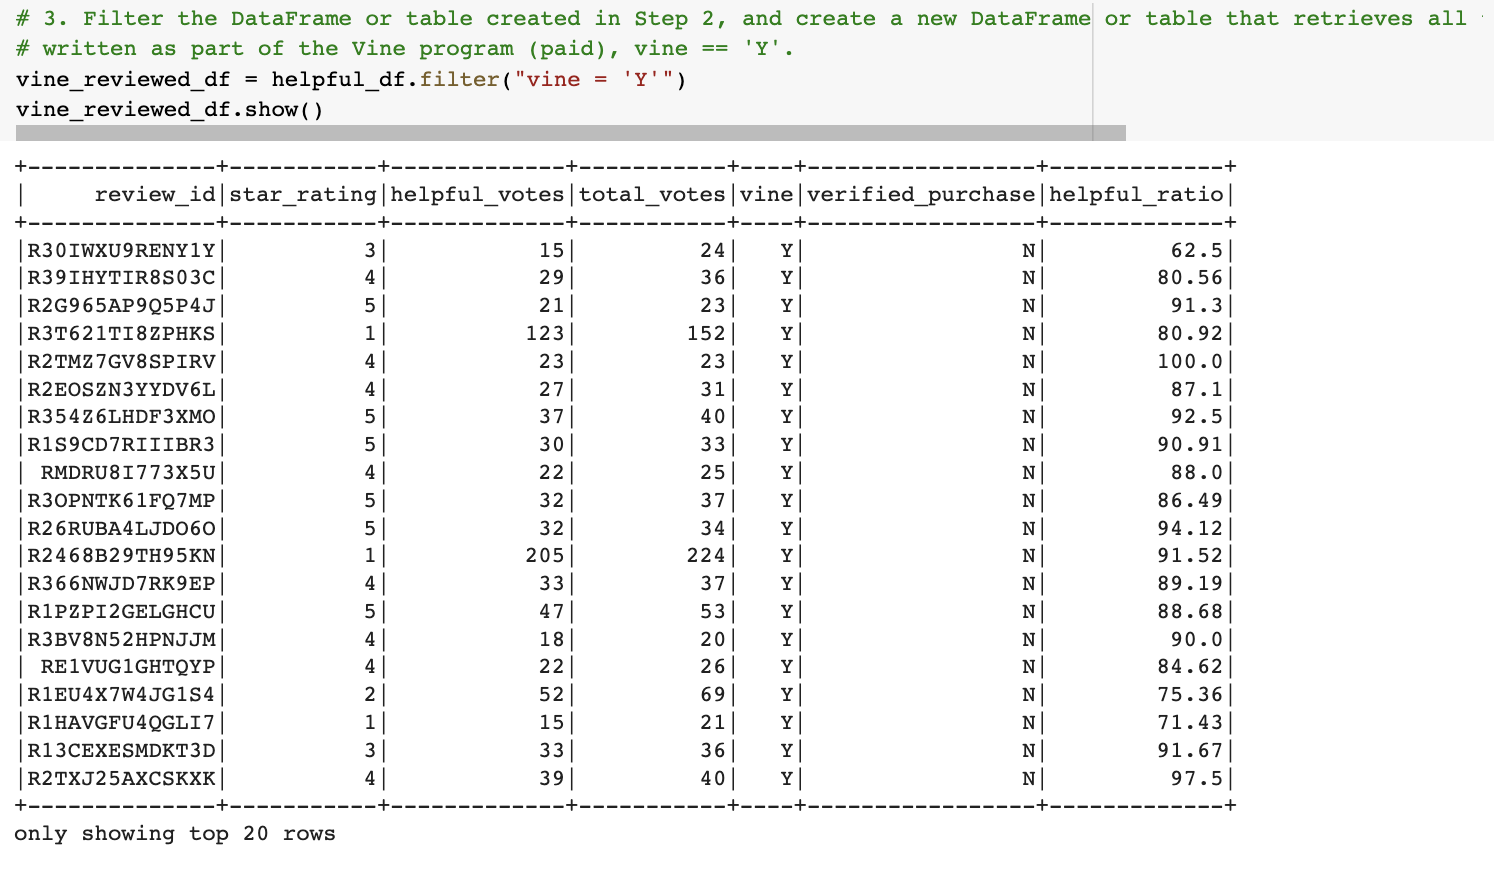 # 3. Filter the DataFrame or table created in Step 2, and create a new DataFrame or table that retrieves all
# written as part of the Vine program (paid), vine == 'Y'.
vine_reviewed_df = helpful_df.filter("vine = 'Y'")
vine_reviewed_df.show()
+--------------+-----------+-------------+-----------+----+-----------------+-------------+
|     review_id|star_rating|helpful_votes|total_votes|vine|verified_purchase|helpful_ratio|
+--------------+-----------+-------------+-----------+----+-----------------+-------------+
|R30IWXU9RENY1Y|          3|           15|         24|   Y|                N|         62.5|
|R39IHYTIR8S03C|          4|           29|         36|   Y|                N|        80.56|
|R2G965AP9Q5P4J|          5|           21|         23|   Y|                N|         91.3|
|R3T621TI8ZPHKS|          1|          123|        152|   Y|                N|        80.92|
|R2TMZ7GV8SPIRV|          4|           23|         23|   Y|                N|        100.0|
|R2EOSZN3YYDV6L|          4|           27|         31|   Y|                N|         87.1|
|R354Z6LHDF3XMO|          5|           37|         40|   Y|                N|         92.5|
|R1S9CD7RIIIBR3|          5|           30|         33|   Y|                N|        90.91|
| RMDRU8I773X5U|          4|           22|         25|   Y|                N|         88.0|
|R3OPNTK61FQ7MP|          5|           32|         37|   Y|                N|        86.49|
|R26RUBA4LJDO6O|          5|           32|         34|   Y|                N|        94.12|
|R2468B29TH95KN|          1|          205|        224|   Y|                N|        91.52|
|R366NWJD7RK9EP|          4|           33|         37|   Y|                N|        89.19|
|R1PZPI2GELGHCU|          5|           47|         53|   Y|                N|        88.68|
|R3BV8N52HPNJJM|          4|           18|         20|   Y|                N|         90.0|
| RE1VUG1GHTQYP|          4|           22|         26|   Y|                N|        84.62|
|R1EU4X7W4JG1S4|          2|           52|         69|   Y|                N|        75.36|
|R1HAVGFU4QGLI7|          1|           15|         21|   Y|                N|        71.43|
|R13CEXESMDKT3D|          3|           33|         36|   Y|                N|        91.67|
|R2TXJ25AXCSKXK|          4|           39|         40|   Y|                N|         97.5|
+--------------+-----------+-------------+-----------+----+-----------------+-------------+
only showing top 20 rows